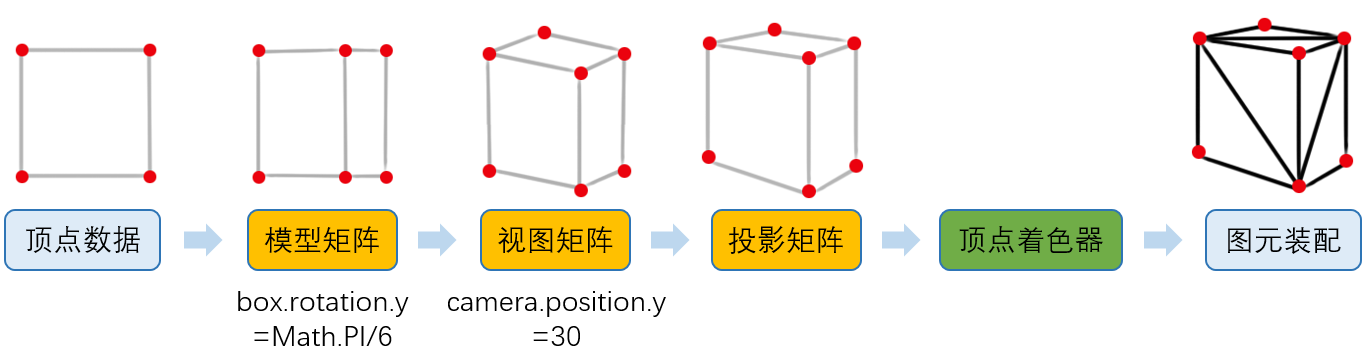 顶点数据
模型矩阵
视图矩阵
投影矩阵
顶点着色器
图元装配
box.rotation.y
=Math.PI/6
camera.position.y
=30